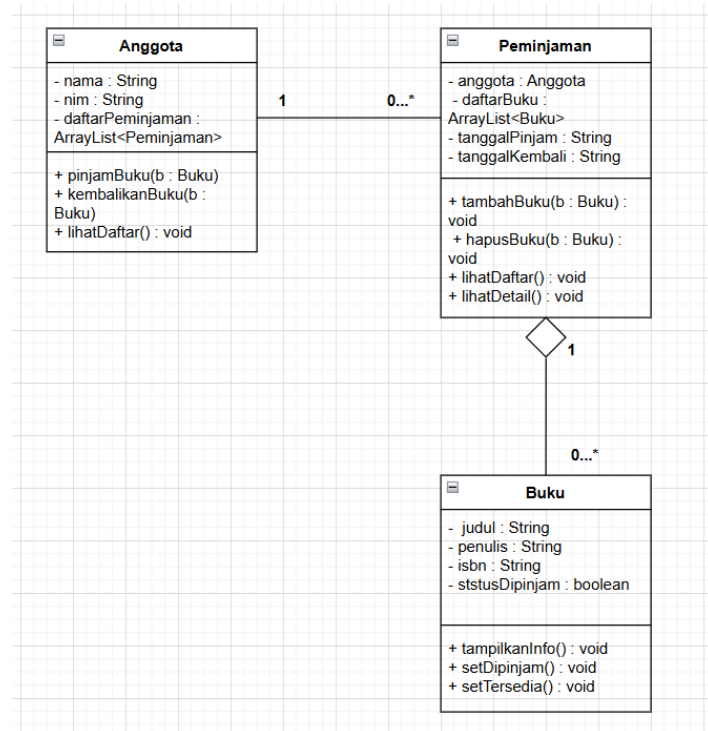 Anggota
- nama : String
- nim : String
- daftarPeminjaman :
ArrayList<Peminjaman>
+ pinjamBuku(b : Buku)
+ kembalikanBuku(b :
Buku)
+ lihatDaftar() : void
1
0...*
Peminjaman
- anggota : Anggota
- daftarBuku :
ArrayList<Buku>
- tanggalPinjam : String
- tanggalKembali : String
+ tambahBuku(b : Buku) :
void
+ hapusBuku(b : Buku) :
void
+ lihatDaftar() : void
+ lihatDetail() : void
1
0...*
Buku
- judul : String
- penulis : String
- isbn : String
- ststusDipinjam : boolean
+ tampilkanInfo() : void
+ setDipinjam() : void
+ setTersedia() : void